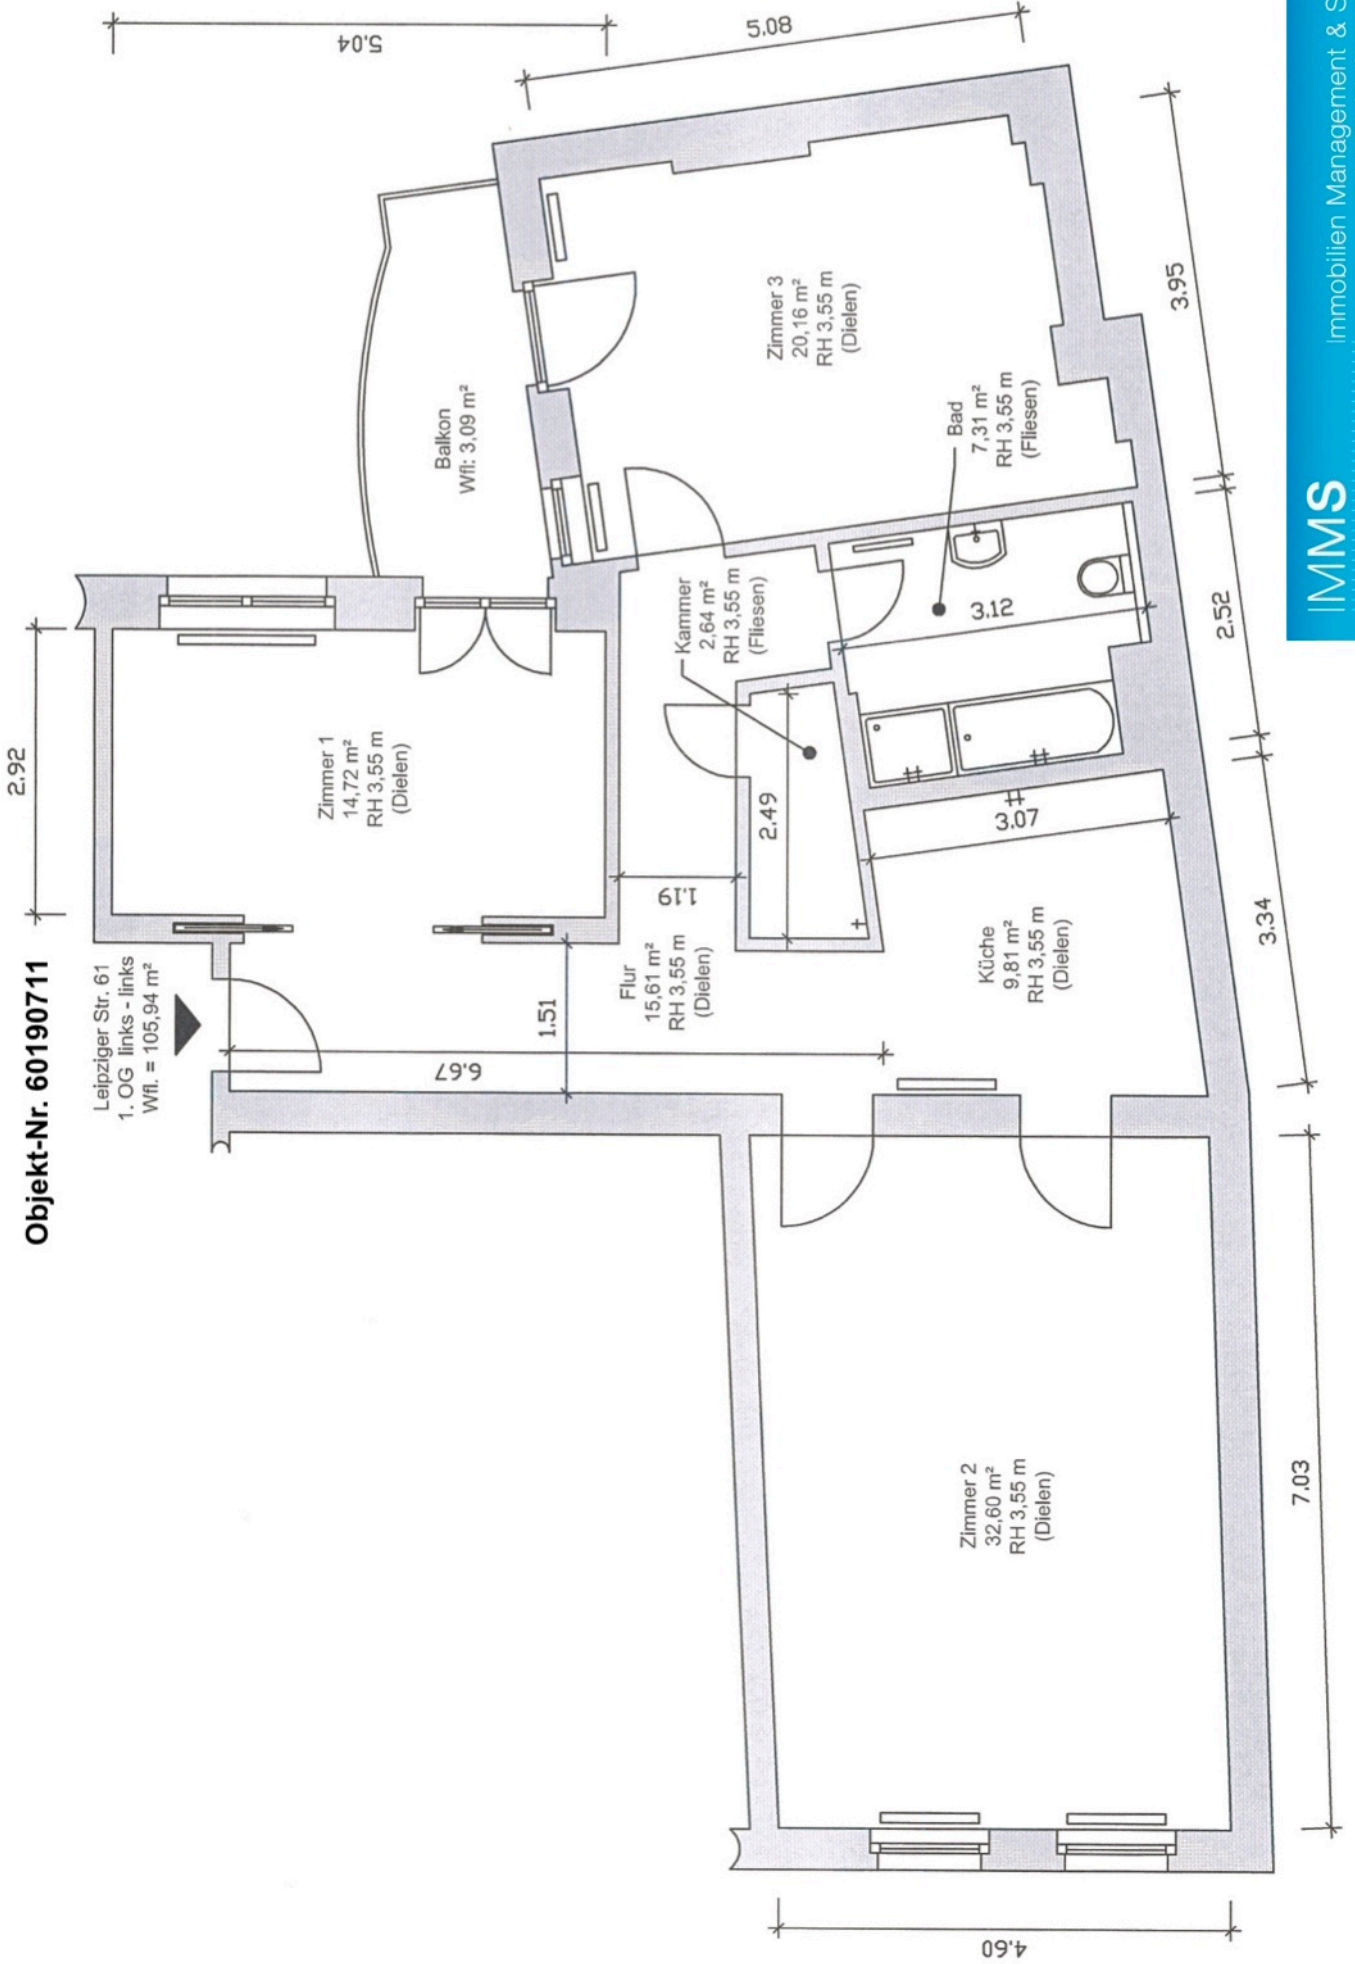 Objekt-Nr. 60190711
Leipziger Str. 61
1. OG links - links
Wfl. = 105,94 m²
2.92
5.04
5.08
Zimmer 1
14,72 m²
RH 3,55 m
(Dielen)
Balkon
Wfl: 3,09 m²
Zimmer 3
20,16 m²
RH 3,55 m
(Dielen)
Kammer
2,64 m²
RH 3,55 m
(Fliesen)
Bad
7,31 m²
RH 3,55 m
(Fliesen)
Flur
15,61 m²
RH 3,55 m
(Dielen)
Küche
9,81 m²
RH 3,55 m
(Dielen)
Zimmer 2
32,60 m²
RH 3,55 m
(Dielen)
1.19
1.51
6.67
2.49
3.12
3.07
3.95
2.52
3.34
7.03
4.60
IMMS
Immobilien Management & S